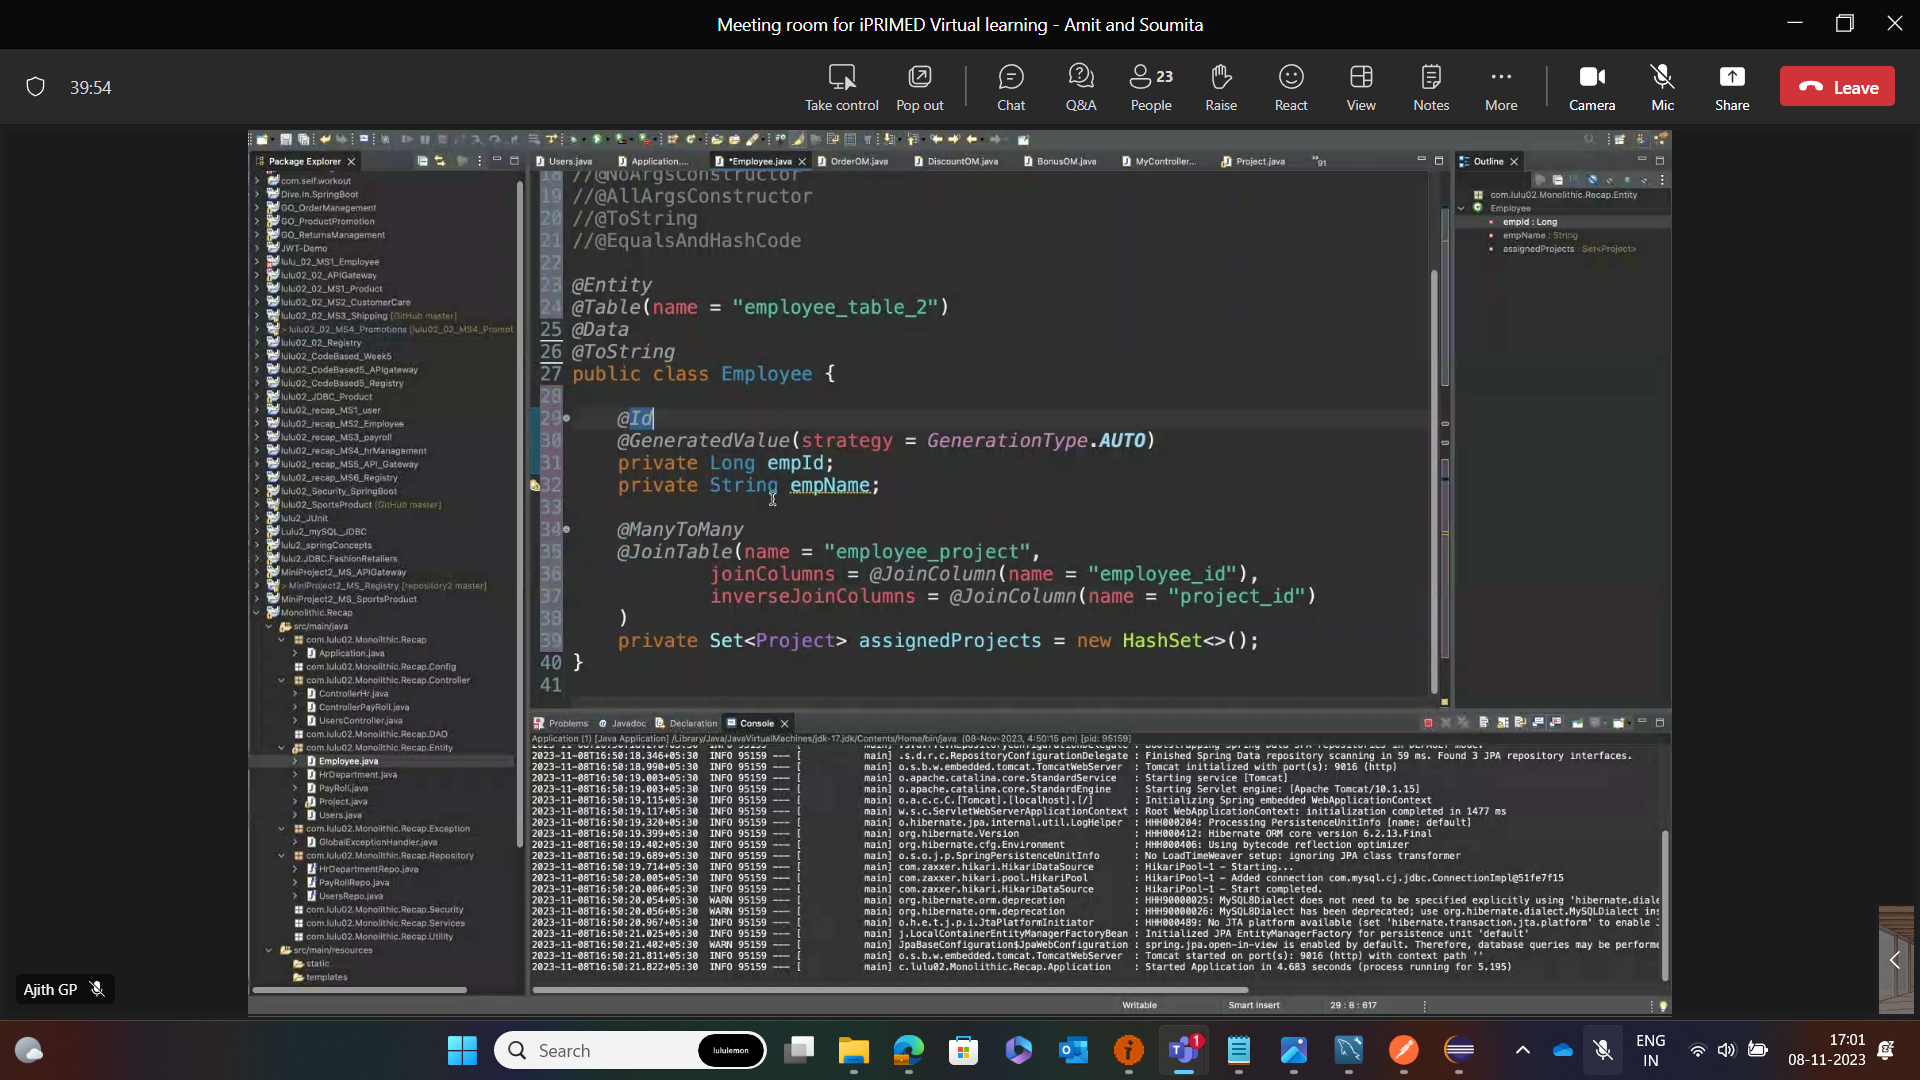 Meeting room for iPRIMED Virtual learning - Amit and Soumita
39:54
Take control
Pop out
Chat
Q&A
23
People
Raise
React
View
Notes
More
Camera
Mic
Share
Leave
Package Explorer
Users.java
Application....
*Employee.java
OrderOM.java
DiscountOM.java
BonusOM.java
MyController...
Project.java
»91
Outline
com.self.workout
Dive.In.SpringBoot
GO_OrderManagement
GO_ProductPromotion
GO_ReturnsManagement
JWT-Demo
lulu_02_MS1_Employee
lulu02_02_APIGateway
lulu02_02_MS1_Product
lulu02_02_MS2_CustomerCare
lulu02_02_MS3_Shipping [GitHub master]
> lulu02_02_MS4_Promotions [lulu02_02_MS4_Promot
lulu02_02_Registry
lulu02_CodeBased_Week5
lulu02_CodeBased5_APIgateway
lulu02_CodeBased5_Registry
lulu02_JDBC_Product
lulu02_recap_MS1_user
lulu02_recap_MS2_Employee
lulu02_recap_MS3_payroll
lulu02_recap_MS4_hrManagement
lulu02_recap_MS5_API_Gateway
lulu02_recap_MS6_Registry
lulu02_Security_SpringBoot
lulu02_SportsProduct [GitHub master]
lulu2_JUnit
Lulu2_mySQL_JDBC
lulu2_springConcepts
lulu2.JDBC.FashionRetailers
MiniProject2_MS_APIGateway
> MiniProject2_MS_Registry [repository2 master]
MiniProject2_MS_SportsProduct
Monolithic.Recap
src/main/java
com.lulu02.Monolithic.Recap
Application.java
com.lulu02.Monolithic.Recap.Config
com.lulu02.Monolithic.Recap.Controller
ControllerHr.java
ControllerPayRoll.java
UsersController.java
com.lulu02.Monolithic.Recap.DAO
com.lulu02.Monolithic.Recap.Entity
Employee.java
HrDepartment.java
PayRoll.java
Project.java
Users.java
com.lulu02.Monolithic.Recap.Exception
GlobalExceptionHandler.java
com.lulu02.Monolithic.Recap.Repository
HrDepartmentRepo.java
PayRollRepo.java
UsersRepo.java
com.lulu02.Monolithic.Recap.Security
com.lulu02.Monolithic.Recap.Services
com.lulu02.Monolithic.Recap.Utility
src/main/resources
static
templates
18 //@NoArgsConstructor
19 //@AllArgsConstructor
20 //@ToString
21 //@EqualsAndHashCode
22
23 @Entity
24 @Table(name = "employee_table_2")
25 @Data
26 @ToString
27 public class Employee {
28
29 @Id
30 @GeneratedValue(strategy = GenerationType.AUTO)
31 private Long empId;
32 private String empName;
33
34 @ManyToMany
35 @JoinTable(name = "employee_project",
36 joinColumns = @JoinColumn(name = "employee_id"),
37 inverseJoinColumns = @JoinColumn(name = "project_id")
38 )
39 private Set<Project> assignedProjects = new HashSet<>();
40 }
41
com.lulu02.Monolithic.Recap.Entity
Employee
empId : Long
empName : String
assignedProjects : Set<Project>
Problems
Javadoc
Declaration
Console
Application (1) [Java Application] /Library/Java/JavaVirtualMachines/jdk-17.jdk/Contents/Home/bin/java (08-Nov-2023, 4:50:15 pm) [pid: 95159]
2023-11-08T16:50:18.346+05:30 INFO 95159 --- [ main] .s.d.r.c.RepositoryConfigurationDelegate : Finished Spring Data repository scanning in 59 ms. Found 3 JPA repository interfaces.
2023-11-08T16:50:18.990+05:30 INFO 95159 --- [ main] o.s.b.w.embedded.tomcat.TomcatWebServer : Tomcat initialized with port(s): 9016 (http)
2023-11-08T16:50:19.003+05:30 INFO 95159 --- [ main] o.apache.catalina.core.StandardService : Starting service [Tomcat]
2023-11-08T16:50:19.003+05:30 INFO 95159 --- [ main] o.apache.catalina.core.StandardEngine : Starting Servlet engine: [Apache Tomcat/10.1.15]
2023-11-08T16:50:19.115+05:30 INFO 95159 --- [ main] o.a.c.c.C.[Tomcat].[localhost].[/] : Initializing Spring embedded WebApplicationContext
2023-11-08T16:50:19.117+05:30 INFO 95159 --- [ main] w.s.c.ServletWebServerApplicationContext : Root WebApplicationContext: initialization completed in 1477 ms
2023-11-08T16:50:19.320+05:30 INFO 95159 --- [ main] o.hibernate.jpa.internal.util.LogHelper : HHH000204: Processing PersistenceUnitInfo [name: default]
2023-11-08T16:50:19.399+05:30 INFO 95159 --- [ main] org.hibernate.Version : HHH000412: Hibernate ORM core version 6.2.13.Final
2023-11-08T16:50:19.402+05:30 INFO 95159 --- [ main] org.hibernate.cfg.Environment : HHH000406: Using bytecode reflection optimizer
2023-11-08T16:50:19.689+05:30 INFO 95159 --- [ main] o.s.o.j.p.SpringPersistenceUnitInfo : No LoadTimeWeaver setup: ignoring JPA class transformer
2023-11-08T16:50:19.714+05:30 INFO 95159 --- [ main] com.zaxxer.hikari.HikariDataSource : HikariPool-1 - Starting...
2023-11-08T16:50:20.005+05:30 INFO 95159 --- [ main] com.zaxxer.hikari.pool.HikariPool : HikariPool-1 - Added connection com.mysql.cj.jdbc.ConnectionImpl@51fe7f15
2023-11-08T16:50:20.006+05:30 INFO 95159 --- [ main] com.zaxxer.hikari.HikariDataSource : HikariPool-1 - Start completed.
2023-11-08T16:50:20.054+05:30 WARN 95159 --- [ main] org.hibernate.orm.deprecation : HHH90000025: MySQL8Dialect does not need to be specified explicitly using 'hibernate.diale
2023-11-08T16:50:20.056+05:30 WARN 95159 --- [ main] org.hibernate.orm.deprecation : HHH90000026: MySQL8Dialect has been deprecated; use org.hibernate.dialect.MySQLDialect ins
2023-11-08T16:50:20.967+05:30 INFO 95159 --- [ main] o.h.e.t.j.p.i.JtaPlatformInitiator : HHH000489: No JTA platform available (set 'hibernate.transaction.jta.platform' to enable J
2023-11-08T16:50:21.025+05:30 INFO 95159 --- [ main] j.LocalContainerEntityManagerFactoryBean : Initialized JPA EntityManagerFactory for persistence unit 'default'
2023-11-08T16:50:21.402+05:30 WARN 95159 --- [ main] JpaBaseConfiguration$JpaWebConfiguration : spring.jpa.open-in-view is enabled by default. Therefore, database queries may be performe
2023-11-08T16:50:21.811+05:30 INFO 95159 --- [ main] o.s.b.w.embedded.tomcat.TomcatWebServer : Tomcat started on port(s): 9016 (http) with context path ''
2023-11-08T16:50:21.822+05:30 INFO 95159 --- [ main] c.lulu02.Monolithic.Recap.Application : Started Application in 4.683 seconds (process running for 5.195)
Writable
Smart Insert
29 : 8 : 617
Ajith GP
Search
lululemon
1
ENG
IN
17:01
08-11-2023